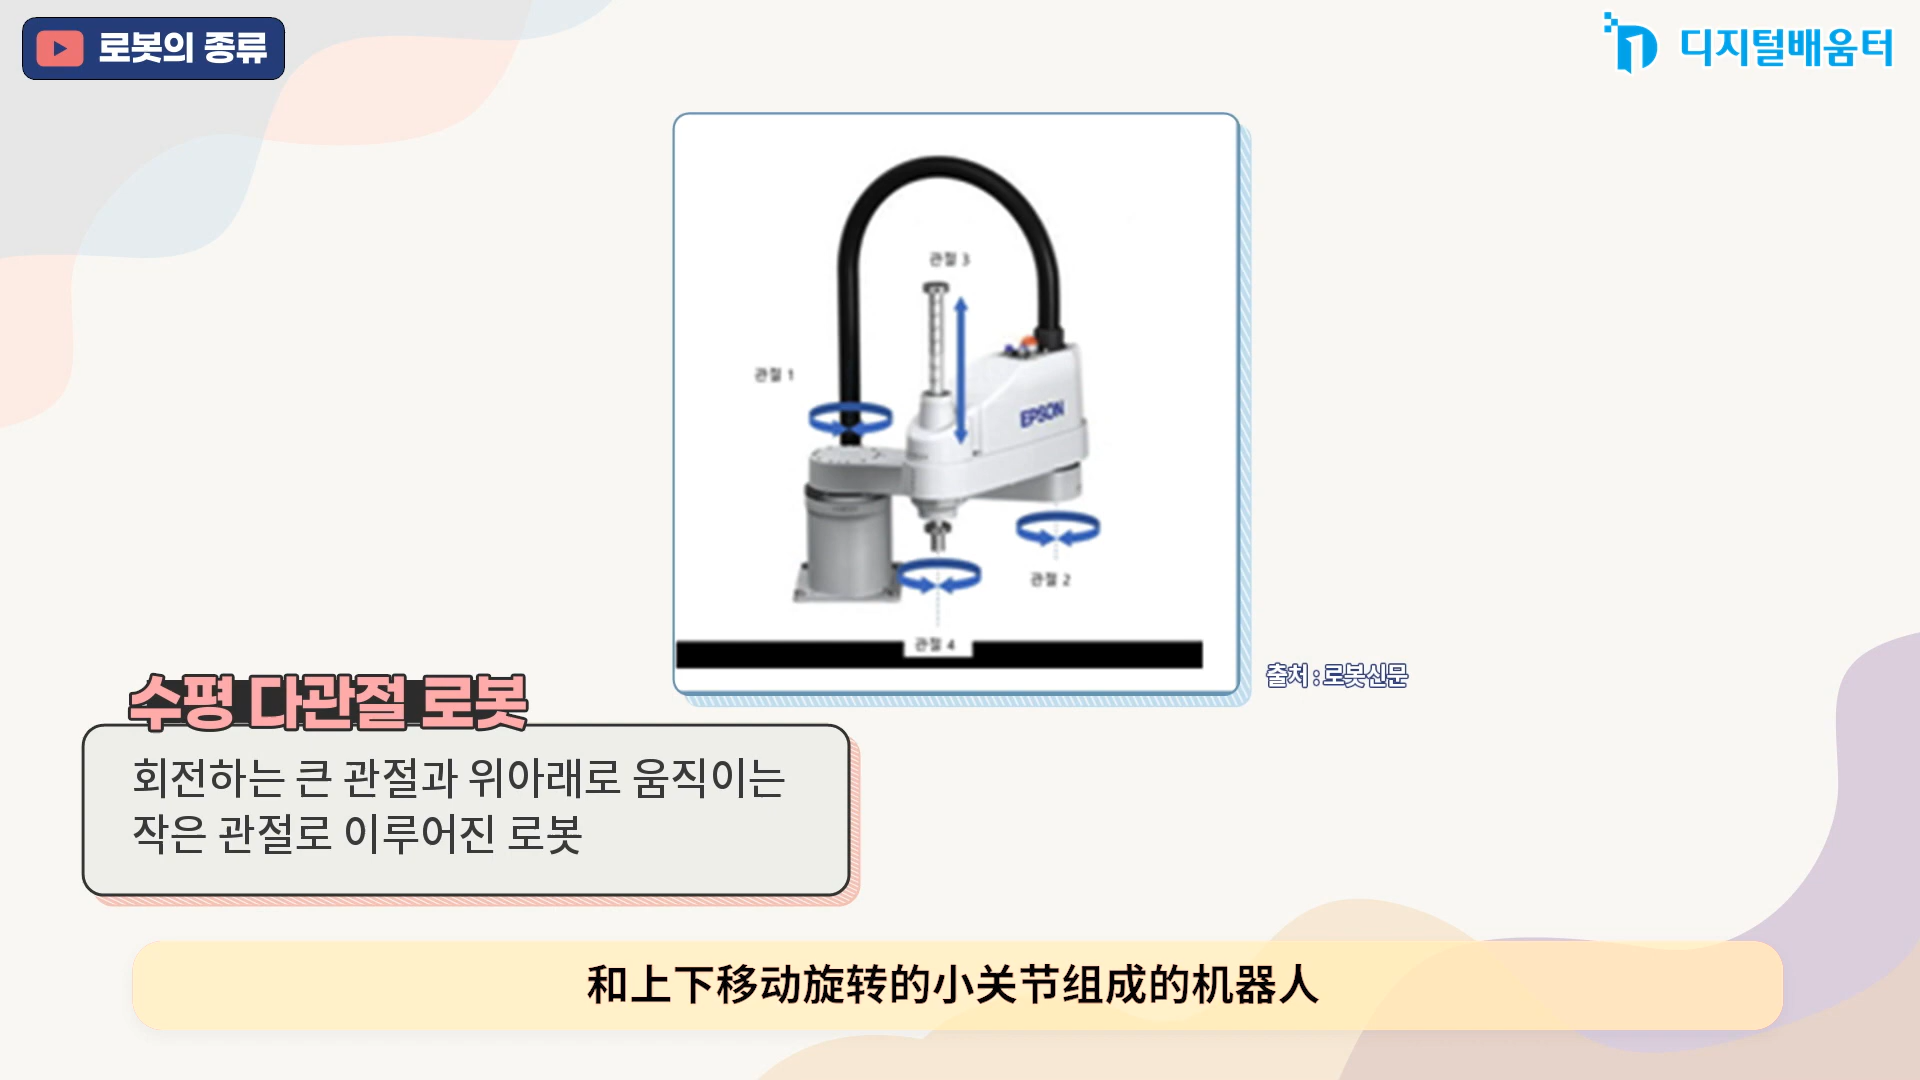 로봇의 종류
디지털배움터
관절 3
관절 1
EPSON
관절 2
관절 4
출처 : 로봇신문
수평 다관절 로봇
회전하는 큰 관절과 위아래로 움직이는
작은 관절로 이루어진 로봇
和上下移动旋转的小关节组成的机器人